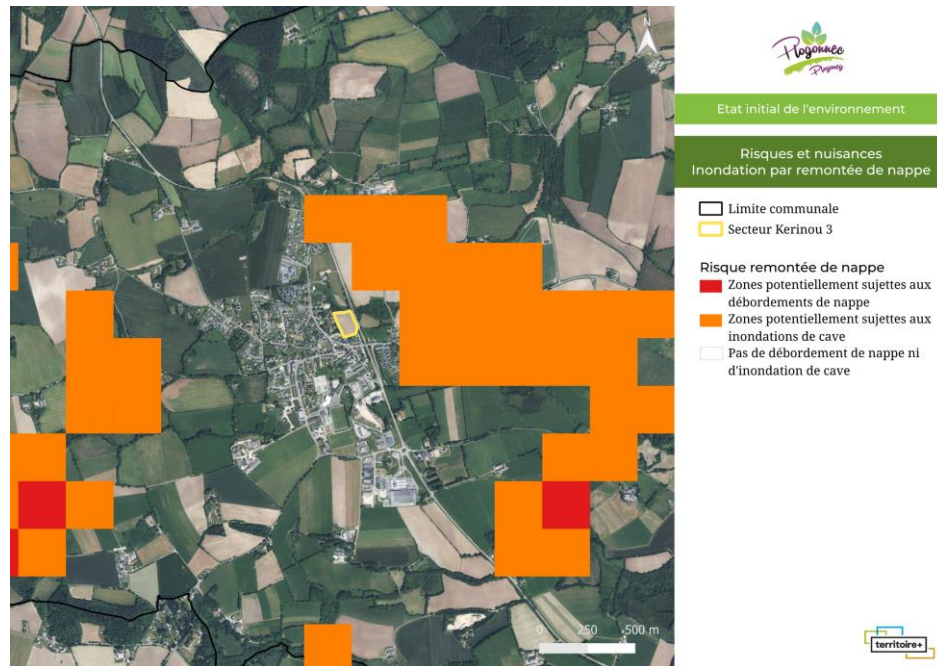 N
0 250 500 m
Plogonnée
Plogoneg
Etat initial de l'environnement
Risques et nuisances
Inondation par remontée de nappe
Limite communale
Secteur Kerinou 3
Risque remontée de nappe
Zones potentiellement sujettes aux
débordements de nappe
Zones potentiellement sujettes aux
inondations de cave
Pas de débordement de nappe ni
d'inondation de cave
territoire+